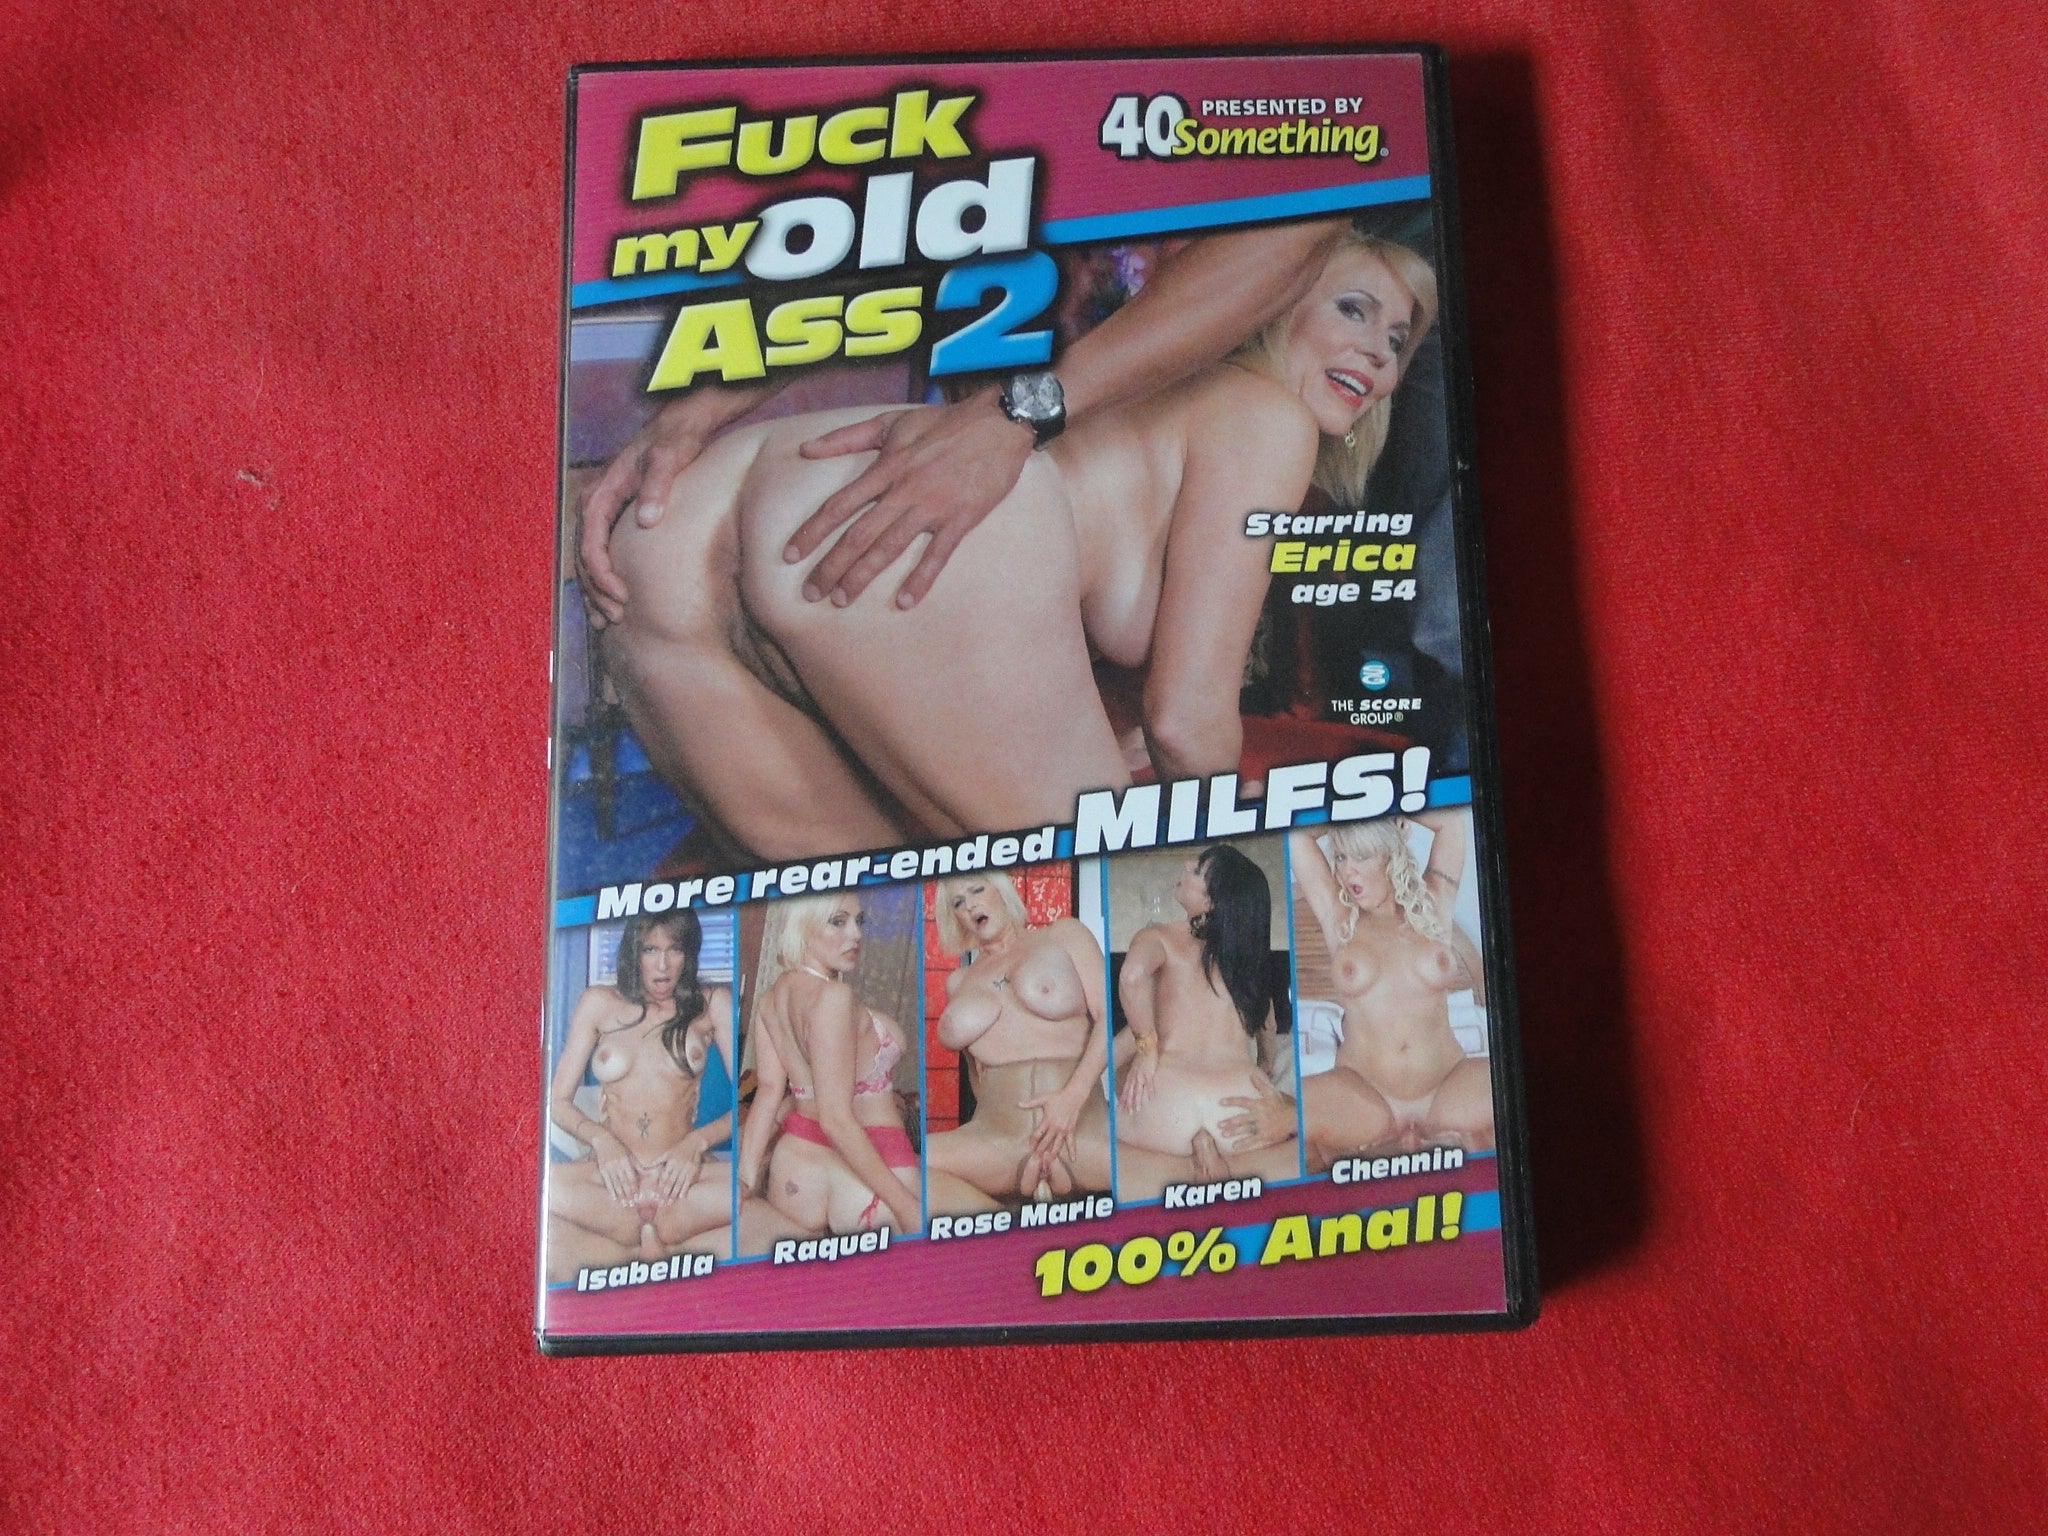 Fuck
my old
Ass 2
40 PRESENTED BY
Something®
Starring
Erica
age 54
SG
THE SCORE
GROUP®
More rear-ended MILFS!
Isabella
Raquel
Rose Marie
Karen
Chennin
100% Anal!